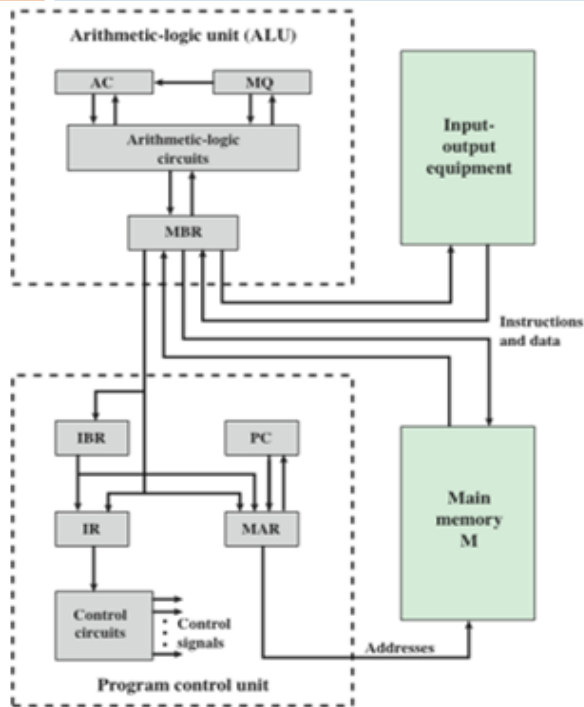 Arithmetic-logic unit (ALU)
AC
MQ
Arithmetic-logic
circuits
MBR
Input-
output
equipment
Instructions
and data
IBR
PC
IR
MAR
Main
memory
M
Control
circuits
Control
signals
Addresses
Program control unit